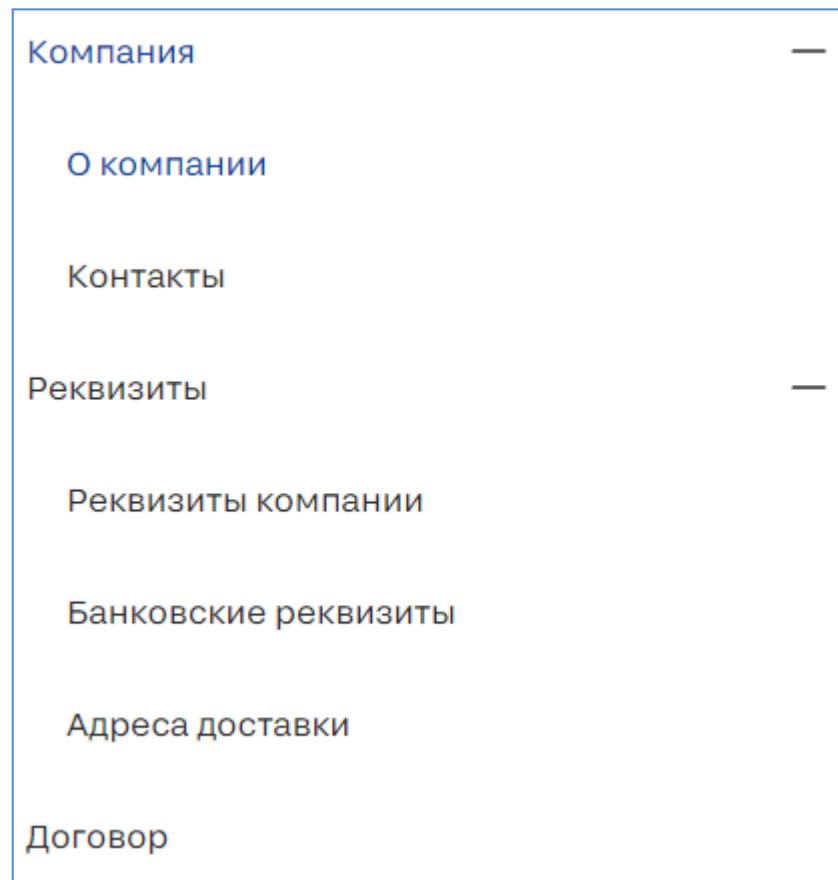 Компания
О компании
Контакты
Реквизиты
Реквизиты компании
Банковские реквизиты
Адреса доставки
Договор